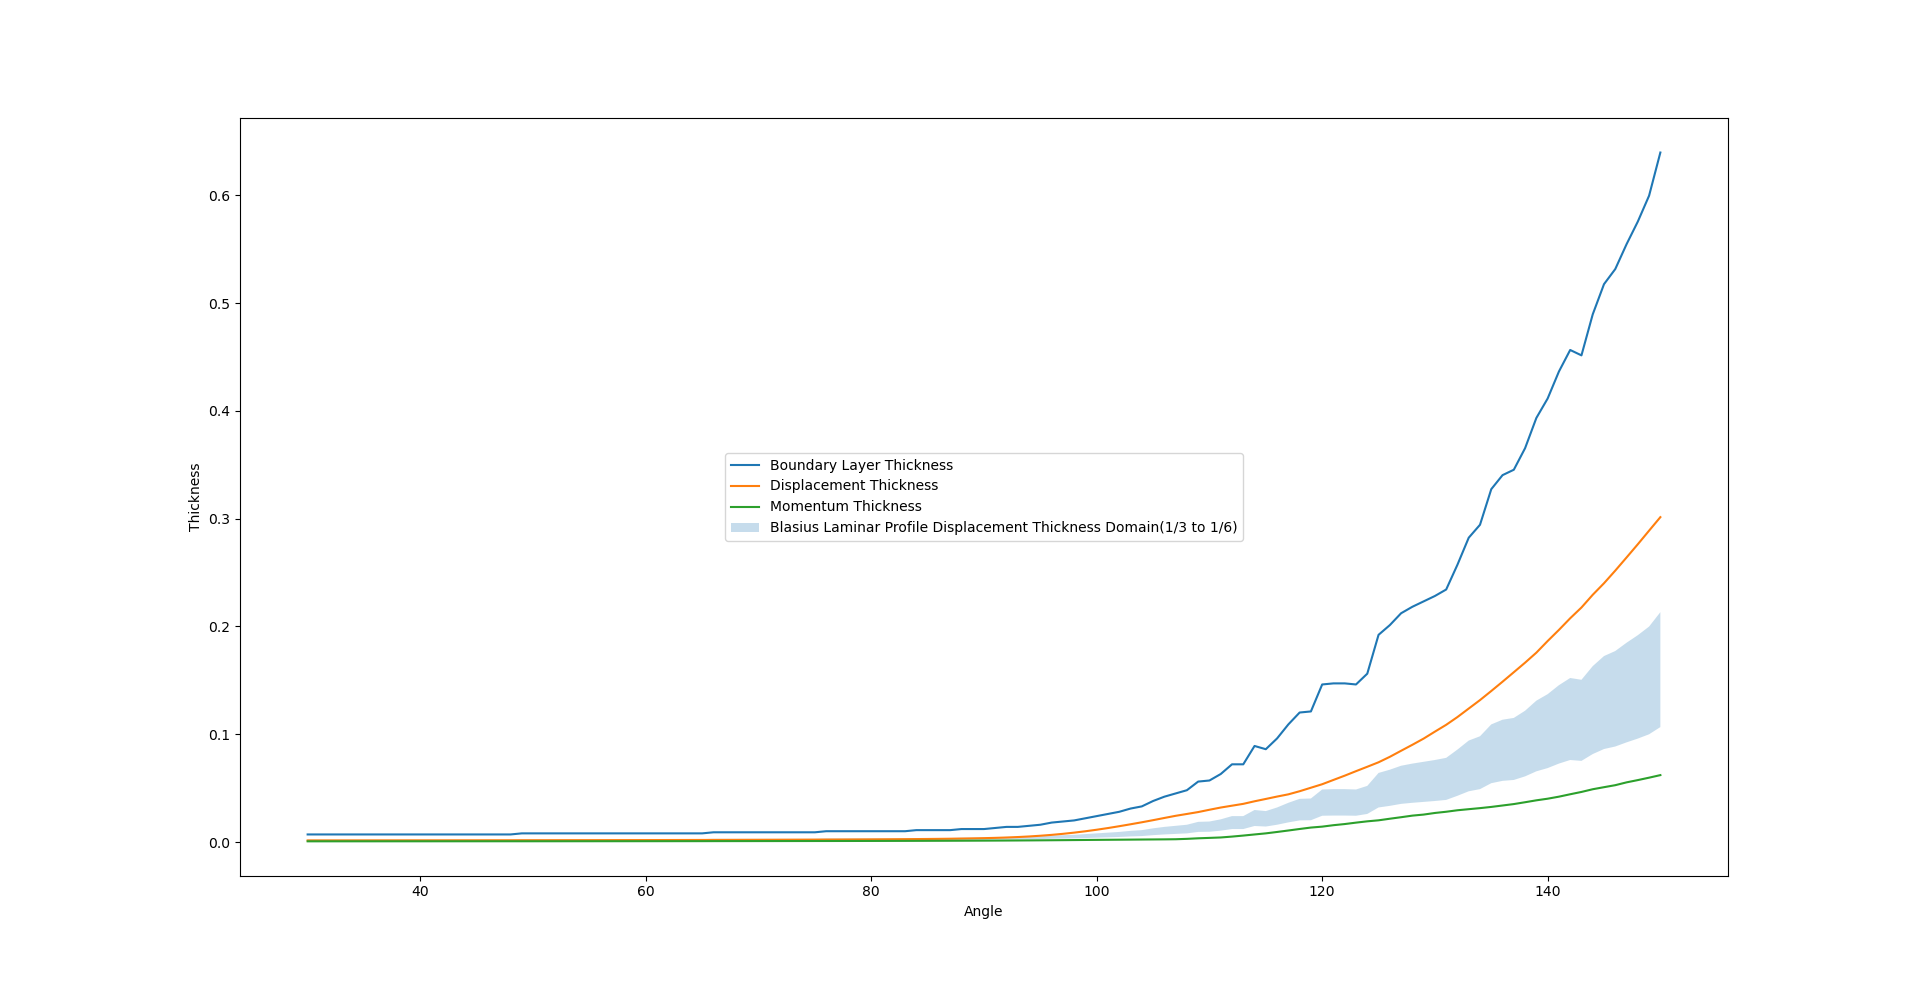 0.6
0.5
0.4
0.3
0.2
0.1
0.0
Thickness
Boundary Layer Thickness
Displacement Thickness
Momentum Thickness
Blasius Laminar Profile Displacement Thickness Domain(1/3 to 1/6)
40 60 80 100 120 140
Angle